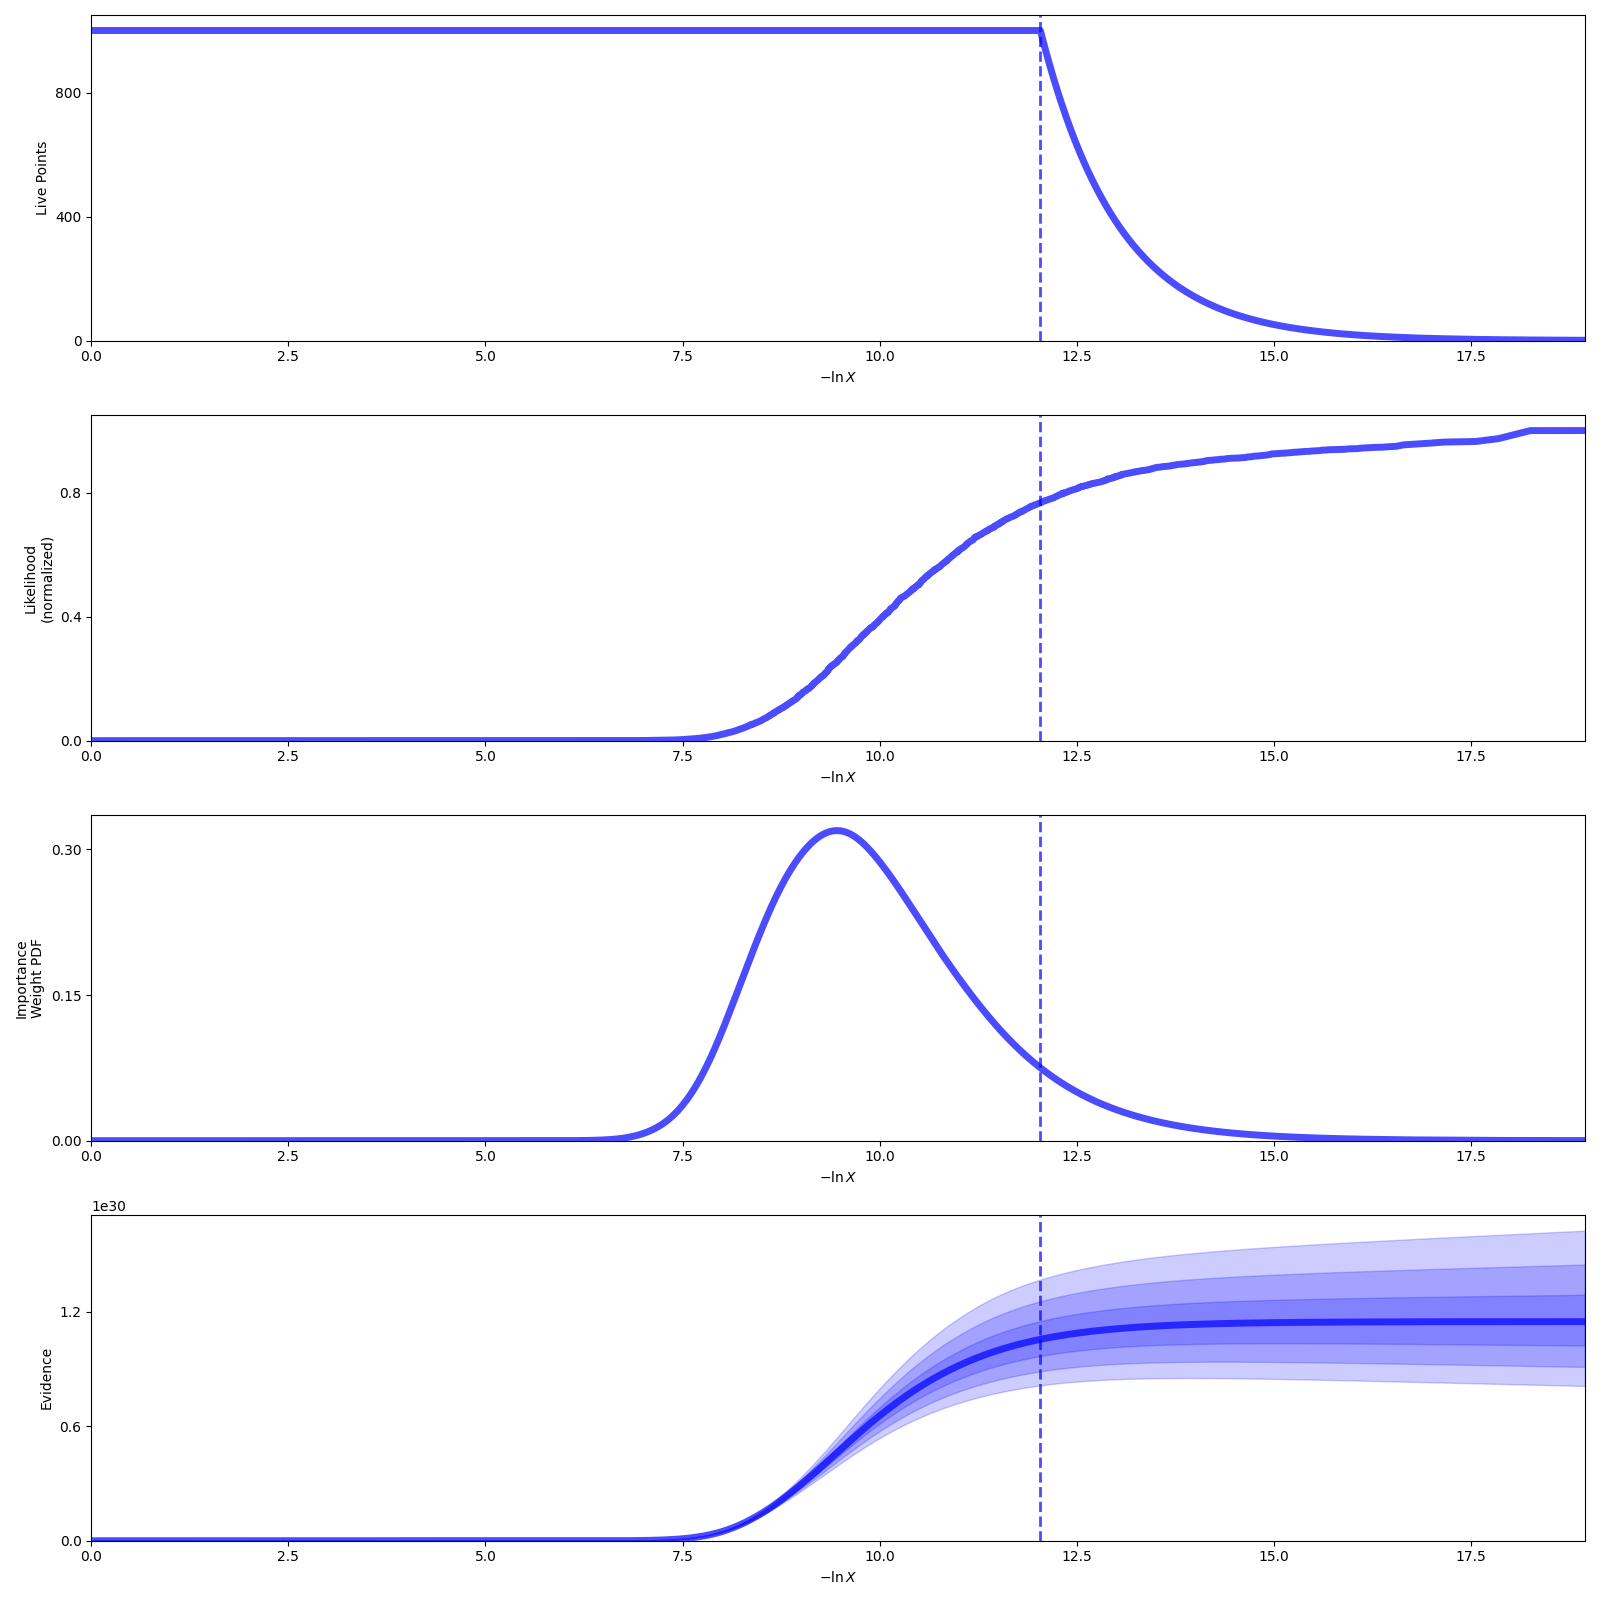 800
400
0
Live Points
0.0 2.5 5.0 7.5 10.0 12.5 15.0 17.5
−ln X
0.8
0.4
0.0
Likelihood
(normalized)
0.0 2.5 5.0 7.5 10.0 12.5 15.0 17.5
−ln X
0.30
0.15
0.00
Importance
Weight PDF
0.0 2.5 5.0 7.5 10.0 12.5 15.0 17.5
−ln X
1e30
1.2
0.6
0.0
Evidence
0.0 2.5 5.0 7.5 10.0 12.5 15.0 17.5
−ln X